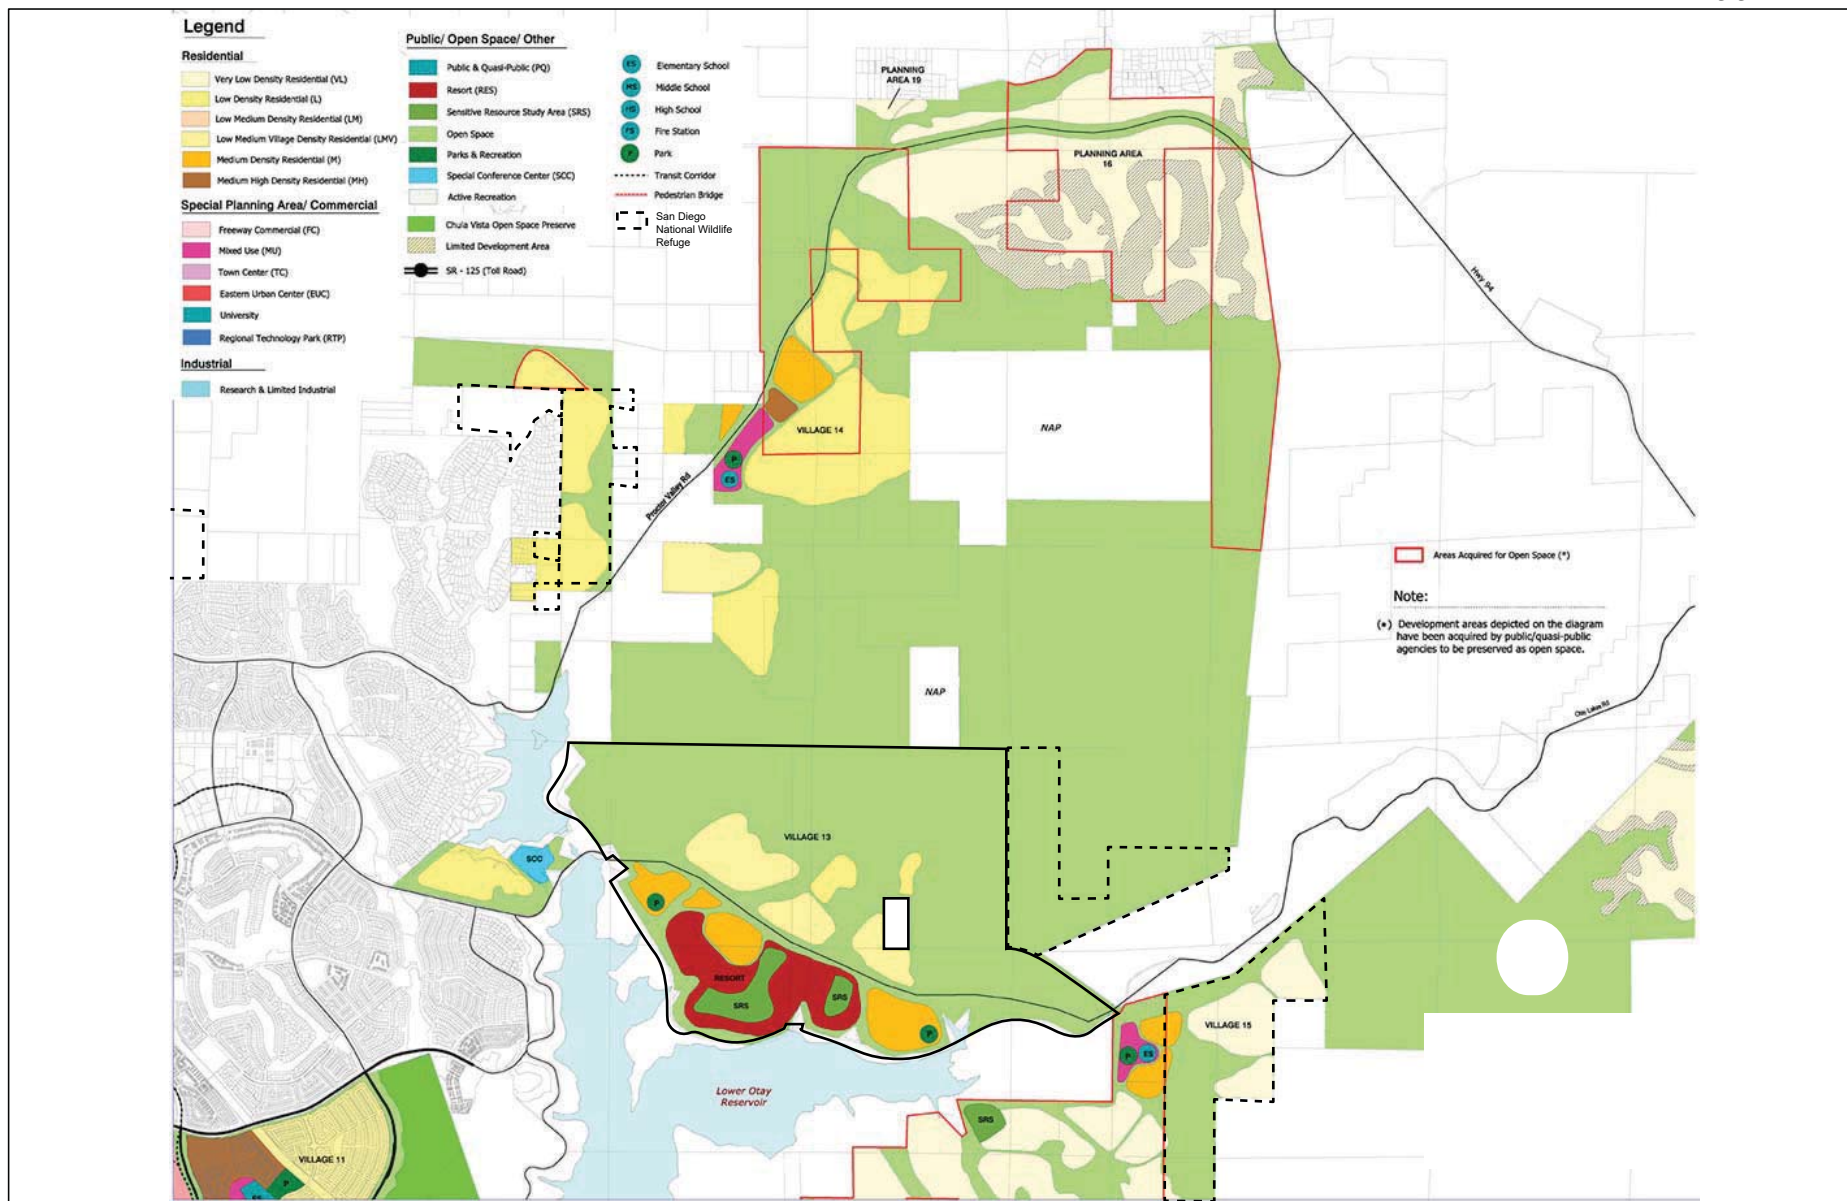 Legend
Residential
Very Low Density Residential (VL)
Low Density Residential (L)
Low Medium Density Residential (LM)
Low Medium Village Density Residential (LMV)
Medium Density Residential (M)
Medium High Density Residential (MH)
Special Planning Area/ Commercial
Freeway Commercial (FC)
Mixed Use (MU)
Town Center (TC)
Eastern Urban Center (EUC)
University
Regional Technology Park (RTP)
Industrial
Research & Limited Industrial
Public/ Open Space/ Other
Public & Quasi-Public (PQ)
Resort (RES)
Sensitive Resource Study Area (SRS)
Open Space
Parks & Recreation
Special Conference Center (SCC)
Active Recreation
Chula Vista Open Space Preserve
Limited Development Area
SR - 125 (Toll Road)
ES Elementary School
MS Middle School
HS High School
FS Fire Station
P Park
Transit Corridor
Pedestrian Bridge
San Diego
National Wildlife
Refuge
PLANNING
AREA 19
PLANNING AREA
16
Hwy 94
VILLAGE 14
NAP
P
ES
Proctor Valley Rd
Areas Acquired for Open Space (*)
Note:
(*) Development areas depicted on the diagram
have been acquired by public/quasi-public
agencies to be preserved as open space.
NAP
Otay Lakes Rd
VILLAGE 13
SCC
P
RESORT
SRS
SRS
P
VILLAGE 15
P
ES
Lower Otay
Reservoir
SRS
VILLAGE 11
P
ES